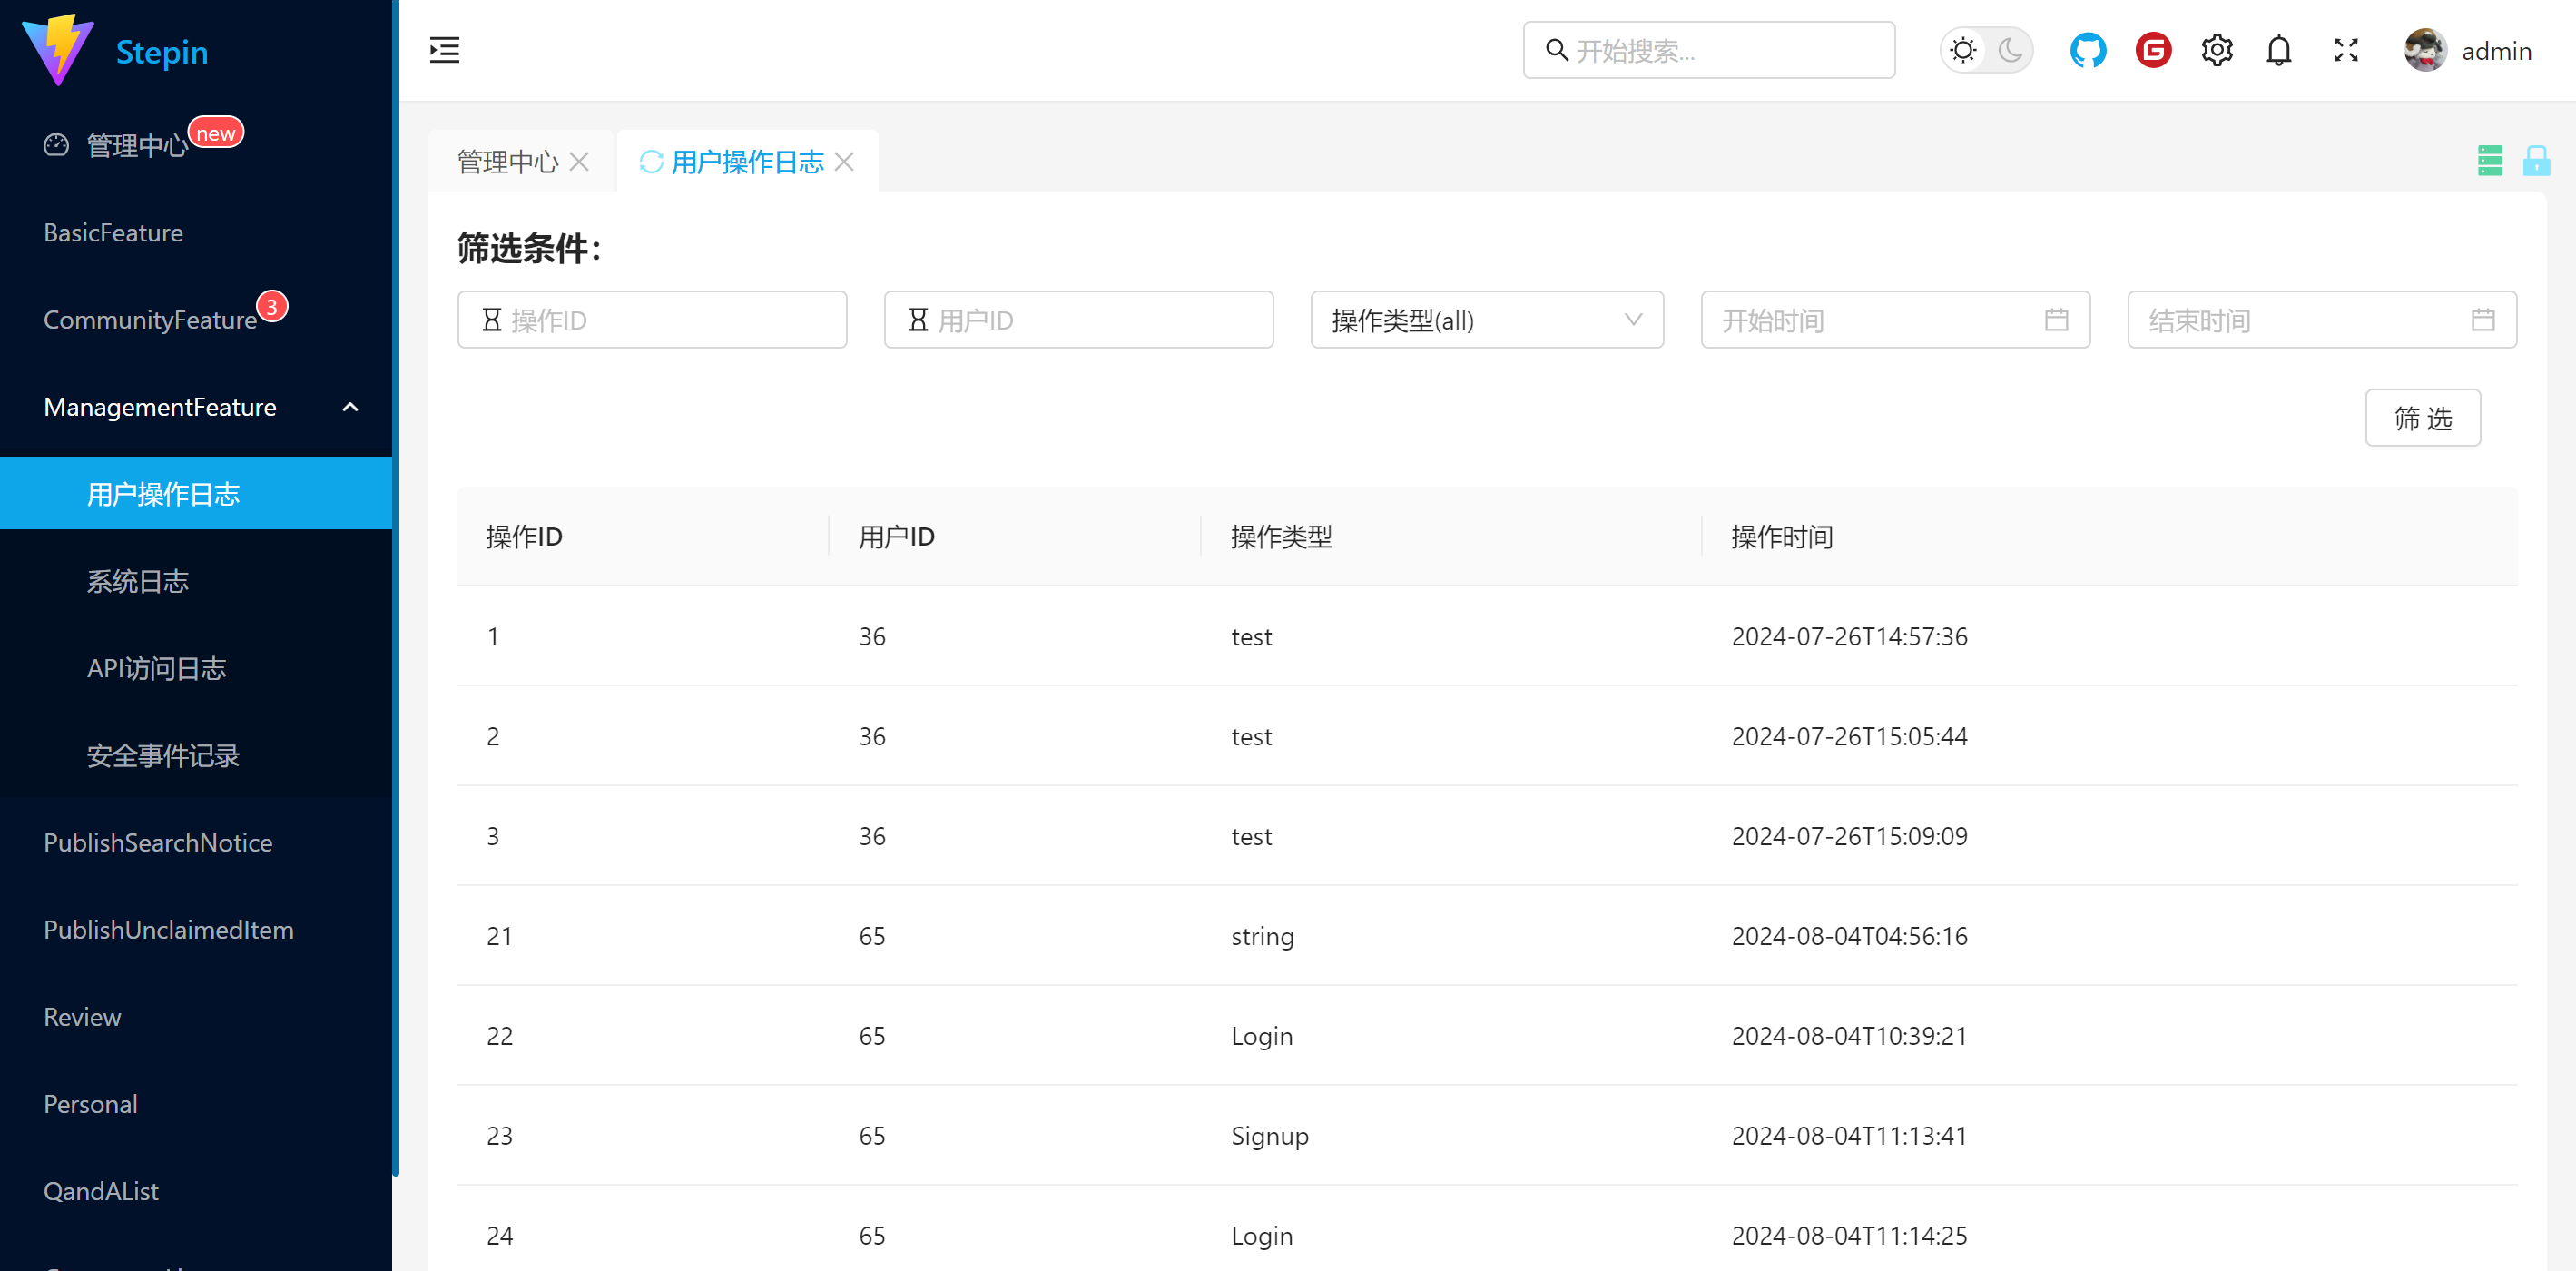 Stepin
开始搜索...
admin
管理中心 new
BasicFeature
CommunityFeature 3
ManagementFeature
用户操作日志
系统日志
API访问日志
安全事件记录
PublishSearchNotice
PublishUnclaimedItem
Review
Personal
QandAList
管理中心 用户操作日志
筛选条件：
操作ID 用户ID 操作类型(all) 开始时间 结束时间
筛 选
操作ID 用户ID 操作类型 操作时间
1 36 test 2024-07-26T14:57:36
2 36 test 2024-07-26T15:05:44
3 36 test 2024-07-26T15:09:09
21 65 string 2024-08-04T04:56:16
22 65 Login 2024-08-04T10:39:21
23 65 Signup 2024-08-04T11:13:41
24 65 Login 2024-08-04T11:14:25